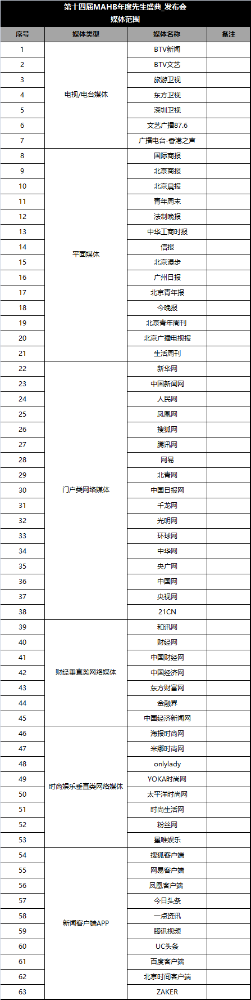 第十四届MAHB年度先生盛典_发布会
媒体范围
序号 媒体类型 媒体名称 备注
1 BTV新闻
2 BTV文艺
3 旅游卫视
4 电视/电台媒体 东方卫视
5 深圳卫视
6 文艺广播87.6
7 广播电台-香港之声
8 国际商报
9 北京商报
10 北京晨报
11 青年周末
12 法制晚报
13 中华工商时报
14 平面媒体 信报
15 北京漫步
16 广州日报
17 北京青年报
18 今晚报
19 北京青年周刊
20 北京广播电视报
21 生活周刊
22 新华网
23 中国新闻网
24 人民网
25 凤凰网
26 搜狐网
27 腾讯网
28 网易
29 北青网
30 门户类网络媒体 中国日报网
31 千龙网
32 光明网
33 环球网
34 中华网
35 央广网
36 中国网
37 央视网
38 21CN
39 和讯网
40 财经网
41 中国财经网
42 财经垂直类网络媒体 中国经济网
43 东方财富网
44 金融界
45 中国经济新闻网
46 海报时尚网
47 米娜时尚网
48 onlylady
49 YOKA时尚网
50 时尚娱乐垂直类网络媒体 太平洋时尚网
51 时尚生活网
52 粉丝网
53 星唯娱乐
54 搜狐客户端
55 网易客户端
56 凤凰客户端
57 今日头条
58 新闻客户端APP 一点资讯
59 腾讯视频
60 UC头条
61 百度客户端
62 北京时间客户端
63 ZAKER